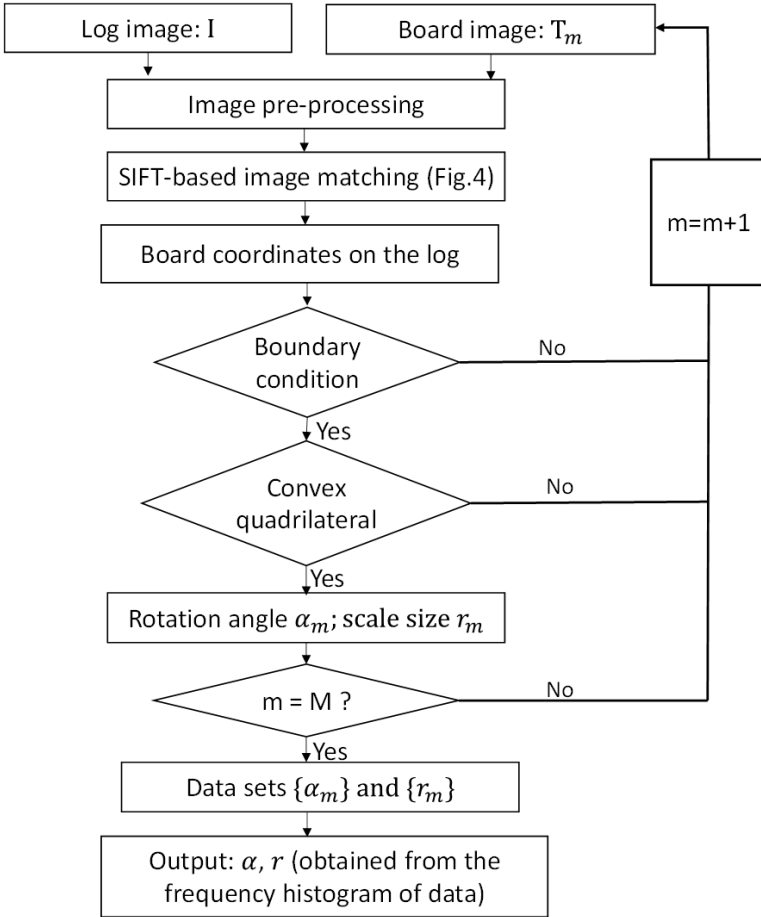 Log image: I
Board image: Tₘ
Image pre-processing
SIFT-based image matching (Fig.4)
m=m+1
Board coordinates on the log
Boundary
condition
No
Yes
Convex
quadrilateral
No
Yes
Rotation angle αₘ; scale size rₘ
m = M ?
No
Yes
Data sets {αₘ} and {rₘ}
Output: α, r (obtained from the
frequency histogram of data)